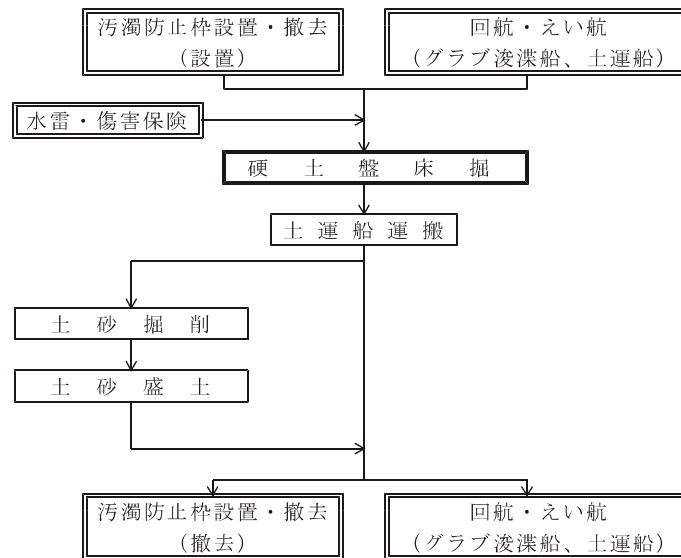 汚濁防止枠設置・撤去
（設置）
回航・えい航
（グラブ浚渫船、土運船）
水雷・傷害保険
硬土盤床掘
土運船運搬
土砂掘削
土砂盛土
汚濁防止枠設置・撤去
（撤去）
回航・えい航
（グラブ浚渫船、土運船）